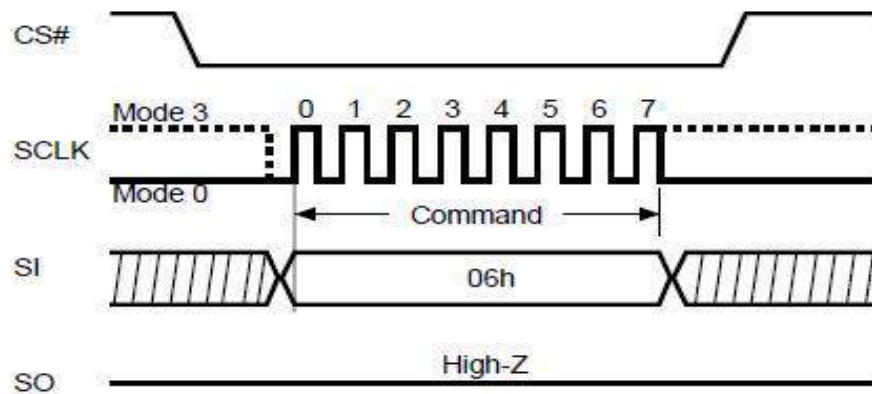 CS#
Mode 3 0 1 2 3 4 5 6 7
SCLK
Mode 0
Command
SI
06h
High-Z
SO